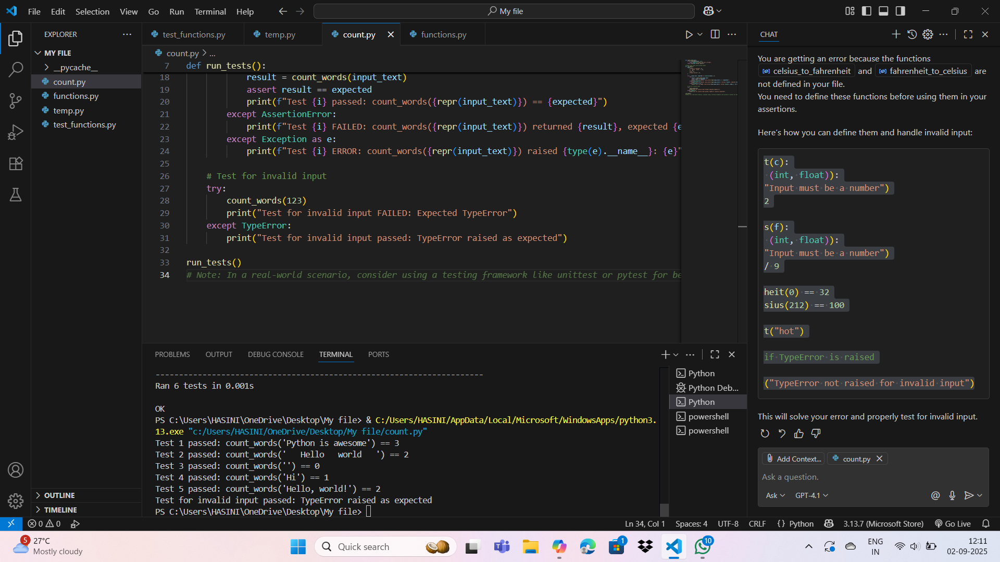 File Edit Selection View Go Run Terminal Help
My file
EXPLORER
MY FILE
__pycache__
count.py
functions.py
temp.py
test_functions.py
OUTLINE
TIMELINE
test_functions.py
temp.py
count.py
functions.py
count.py > ...
7 def run_tests():
18 result = count_words(input_text)
19 assert result == expected
20 print(f"Test {i} passed: count_words({repr(input_text)}) == {expected}")
21 except AssertionError:
22 print(f"Test {i} FAILED: count_words({repr(input_text)}) returned {result}, expected {e
23 except Exception as e:
24 print(f"Test {i} ERROR: count_words({repr(input_text)}) raised {type(e).__name__}: {e}"
25
26 # Test for invalid input
27 try:
28 count_words(123)
29 print("Test for invalid input FAILED: Expected TypeError")
30 except TypeError:
31 print("Test for invalid input passed: TypeError raised as expected")
32
33 run_tests()
34 # Note: In a real-world scenario, consider using a testing framework like unittest or pytest for be
PROBLEMS OUTPUT DEBUG CONSOLE TERMINAL PORTS
----------------------------------------------------------------------
Ran 6 tests in 0.001s
OK
PS C:\Users\HASINI\OneDrive\Desktop\My file> & C:/Users/HASINI/AppData/Local/Microsoft/WindowsApps/python3.
13.exe "c:/Users/HASINI/OneDrive/Desktop/My file/count.py"
Test 1 passed: count_words('Python is awesome') == 3
Test 2 passed: count_words('   Hello   world   ') == 2
Test 3 passed: count_words('') == 0
Test 4 passed: count_words('Hi') == 1
Test 5 passed: count_words('Hello, world!') == 2
Test for invalid input passed: TypeError raised as expected
PS C:\Users\HASINI\OneDrive\Desktop\My file>
Python
Python Deb...
Python
powershell
powershell
CHAT
You are getting an error because the functions
celsius_to_fahrenheit and fahrenheit_to_celsius are
not defined in your file.
You need to define these functions before using them in your
assertions.
Here's how you can define them and handle invalid input:
t(c):
(int, float)):
"Input must be a number")
2
s(f):
(int, float)):
"Input must be a number")
/ 9
heit(0) == 32
sius(212) == 100
t("hot")
if TypeError is raised
("TypeError not raised for invalid input")
This will solve your error and properly test for invalid input.
Add Context... count.py
Ask a question.
Ask GPT-4.1
0 0
Ln 34, Col 1 Spaces: 4 UTF-8 CRLF {} Python 3.13.7 (Microsoft Store) Go Live
5
27°C
Mostly cloudy
Quick search
1
10
ENG
IN
12:11
02-09-2025